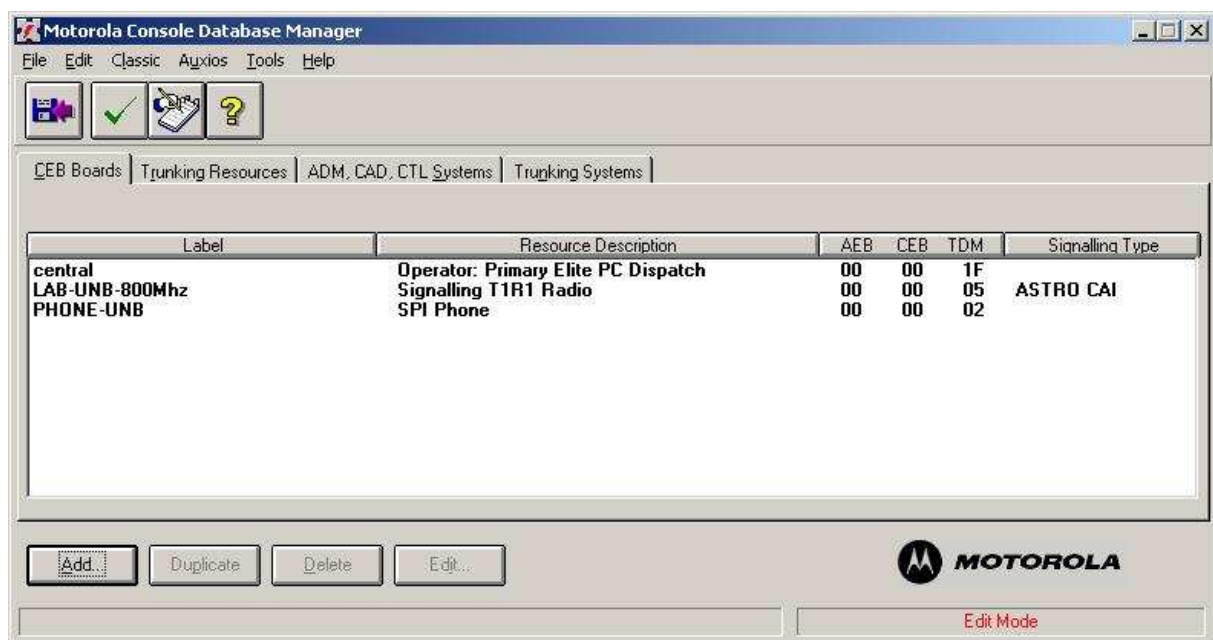 Motorola Console Database Manager
File Edit Classic Auxios Tools Help
CEB Boards Trunking Resources ADM, CAD, CTL Systems Trunking Systems
Label Resource Description AEB CEB TDM Signalling Type
central Operator: Primary Elite PC Dispatch 00 00 1F
LAB-UNB-800Mhz Signalling T1R1 Radio 00 00 05 ASTRO CAI
PHONE-UNB SPI Phone 00 00 02
Add... Duplicate Delete Edit... MOTOROLA
Edit Mode